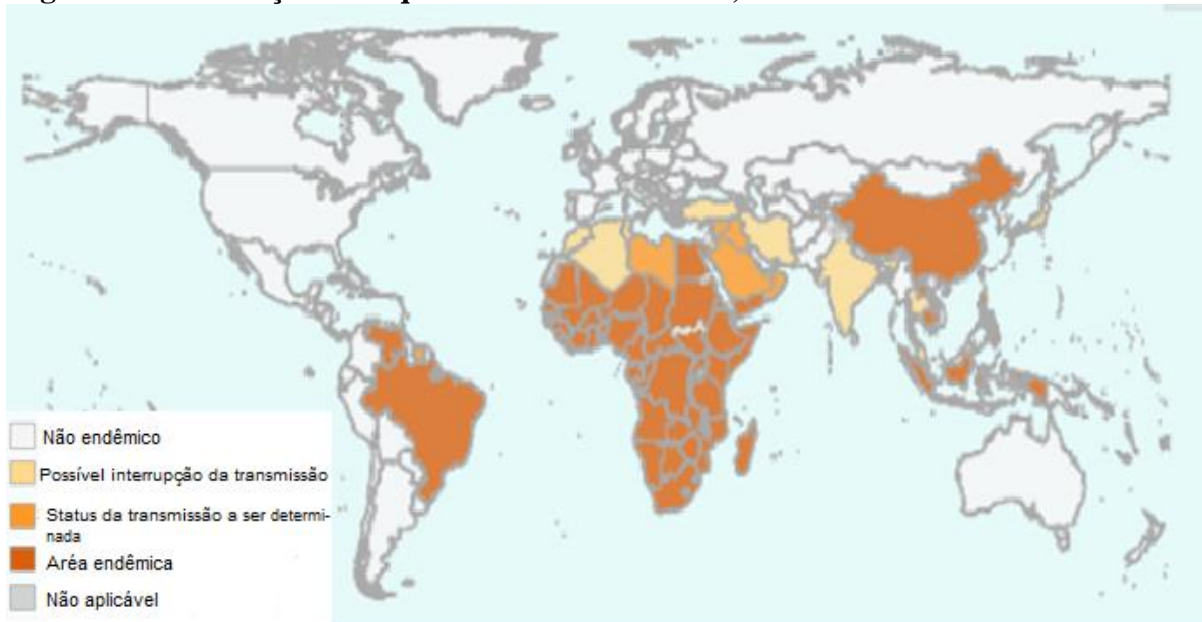 Não endêmico
Possível interrupção da transmissão
Status da transmissão a ser determi-
nada
Aréa endêmica
Não aplicável